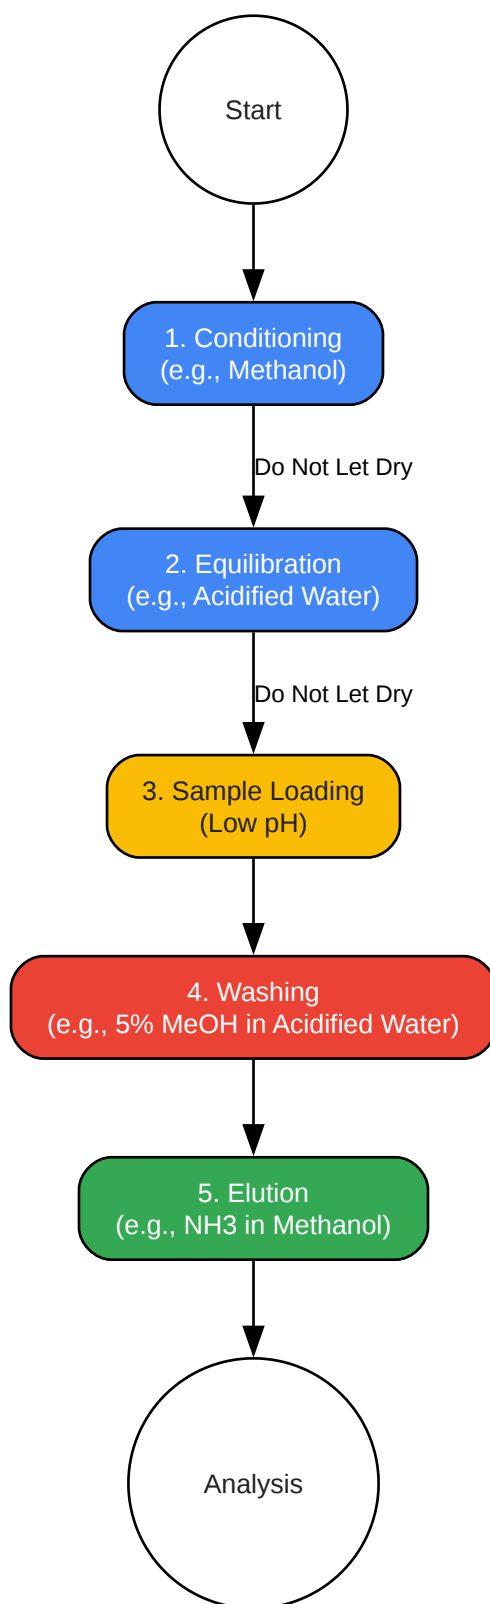 Start
1. Conditioning
(e.g., Methanol)
Do Not Let Dry
2. Equilibration
(e.g., Acidified Water)
Do Not Let Dry
3. Sample Loading
(Low pH)
4. Washing
(e.g., 5% MeOH in Acidified Water)
5. Elution
(e.g., NH3 in Methanol)
Analysis